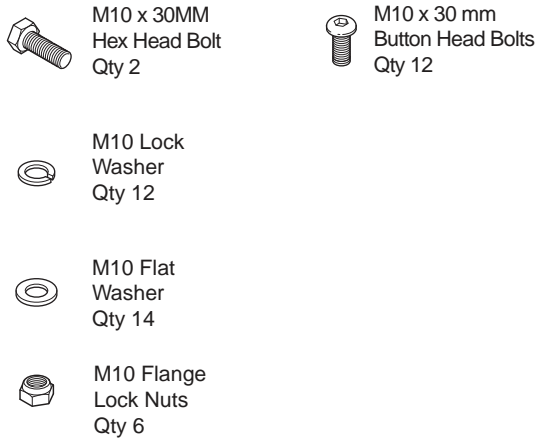 M10 x 30MM
Hex Head Bolt
Qty 2
M10 x 30 mm
Button Head Bolts
Qty 12
M10 Lock
Washer
Qty 12
M10 Flat
Washer
Qty 14
M10 Flange
Lock Nuts
Qty 6